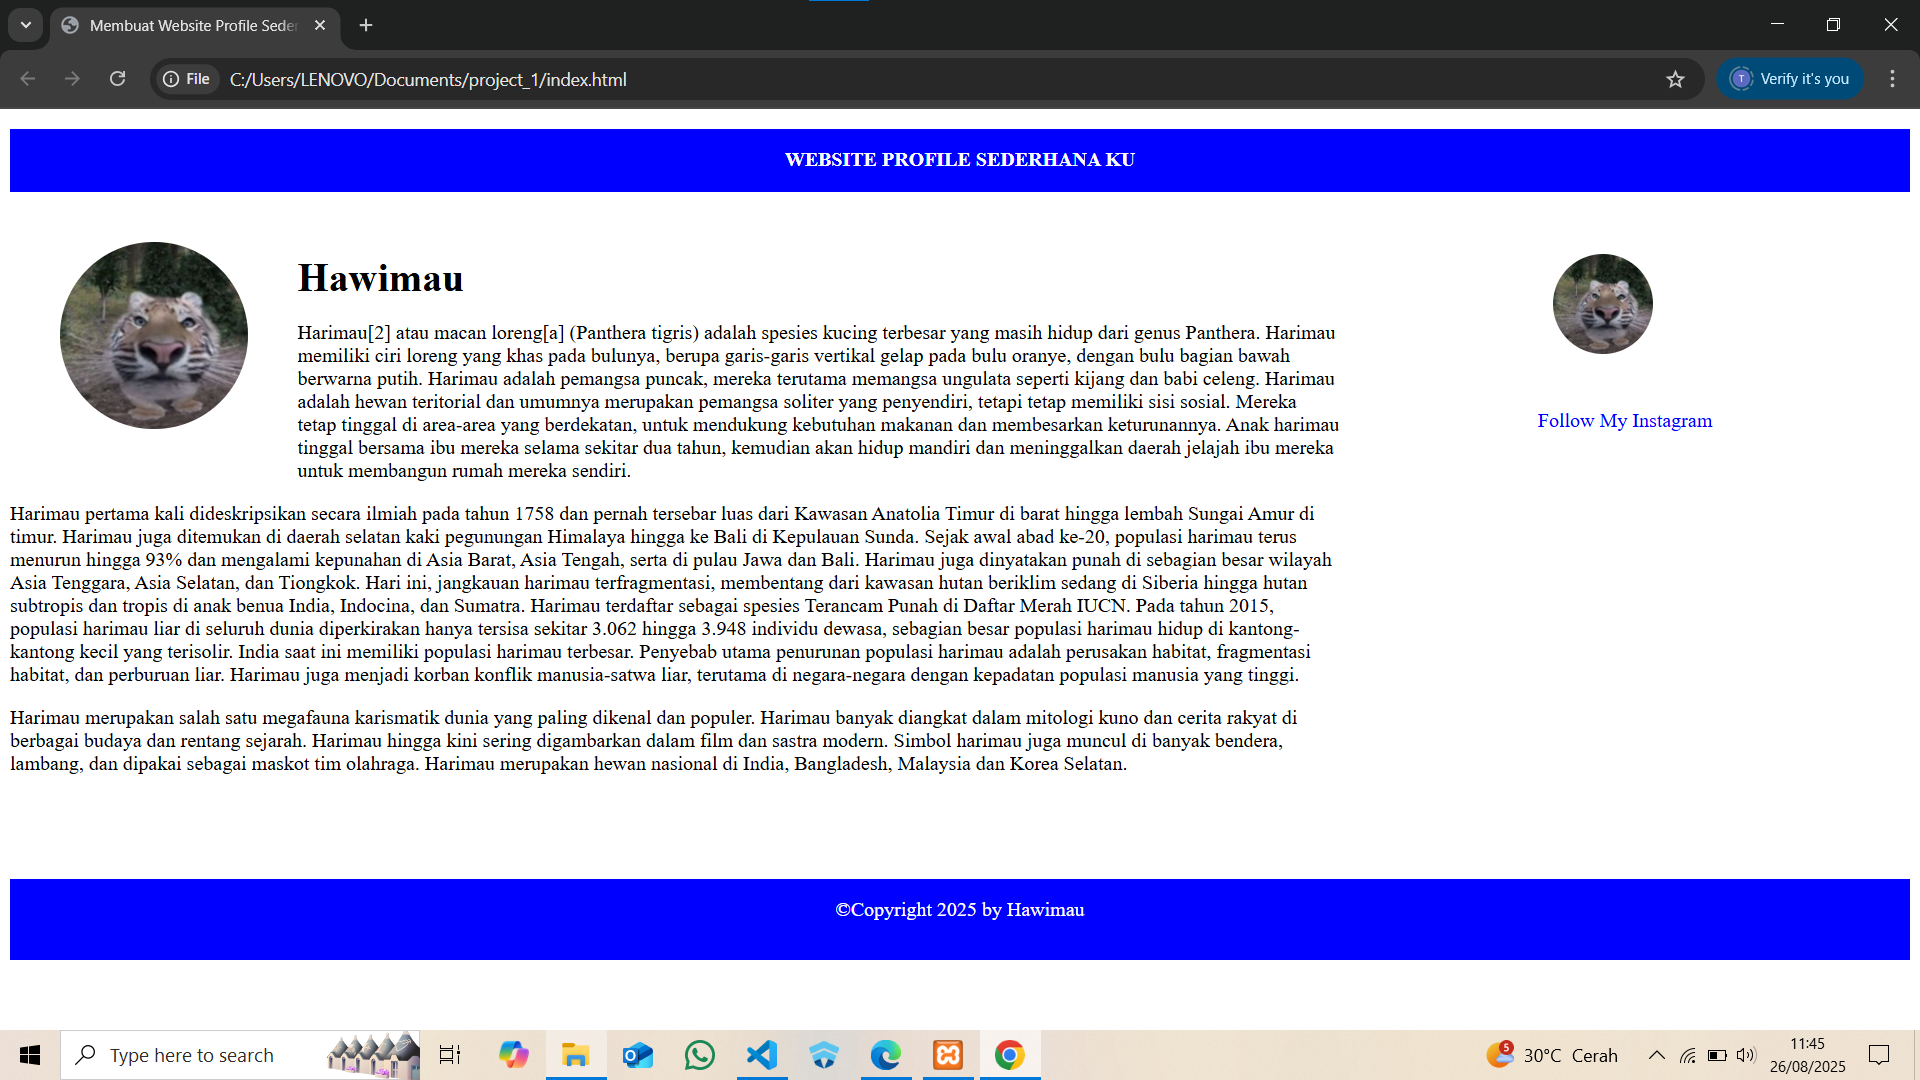 Membuat Website Profile Seder
File
C:/Users/LENOVO/Documents/project_1/index.html
T
Verify it's you
WEBSITE PROFILE SEDERHANA KU
Hawimau
Harimau[2] atau macan loreng[a] (Panthera tigris) adalah spesies kucing terbesar yang masih hidup dari genus Panthera. Harimau
memiliki ciri loreng yang khas pada bulunya, berupa garis-garis vertikal gelap pada bulu oranye, dengan bulu bagian bawah
berwarna putih. Harimau adalah pemangsa puncak, mereka terutama memangsa ungulata seperti kijang dan babi celeng. Harimau
adalah hewan teritorial dan umumnya merupakan pemangsa soliter yang penyendiri, tetapi tetap memiliki sisi sosial. Mereka
tetap tinggal di area-area yang berdekatan, untuk mendukung kebutuhan makanan dan membesarkan keturunannya. Anak harimau
tinggal bersama ibu mereka selama sekitar dua tahun, kemudian akan hidup mandiri dan meninggalkan daerah jelajah ibu mereka
untuk membangun rumah mereka sendiri.
Follow My Instagram
Harimau pertama kali dideskripsikan secara ilmiah pada tahun 1758 dan pernah tersebar luas dari Kawasan Anatolia Timur di barat hingga lembah Sungai Amur di
timur. Harimau juga ditemukan di daerah selatan kaki pegunungan Himalaya hingga ke Bali di Kepulauan Sunda. Sejak awal abad ke-20, populasi harimau terus
menurun hingga 93% dan mengalami kepunahan di Asia Barat, Asia Tengah, serta di pulau Jawa dan Bali. Harimau juga dinyatakan punah di sebagian besar wilayah
Asia Tenggara, Asia Selatan, dan Tiongkok. Hari ini, jangkauan harimau terfragmentasi, membentang dari kawasan hutan beriklim sedang di Siberia hingga hutan
subtropis dan tropis di anak benua India, Indocina, dan Sumatra. Harimau terdaftar sebagai spesies Terancam Punah di Daftar Merah IUCN. Pada tahun 2015,
populasi harimau liar di seluruh dunia diperkirakan hanya tersisa sekitar 3.062 hingga 3.948 individu dewasa, sebagian besar populasi harimau hidup di kantong-
kantong kecil yang terisolir. India saat ini memiliki populasi harimau terbesar. Penyebab utama penurunan populasi harimau adalah perusakan habitat, fragmentasi
habitat, dan perburuan liar. Harimau juga menjadi korban konflik manusia-satwa liar, terutama di negara-negara dengan kepadatan populasi manusia yang tinggi.
Harimau merupakan salah satu megafauna karismatik dunia yang paling dikenal dan populer. Harimau banyak diangkat dalam mitologi kuno dan cerita rakyat di
berbagai budaya dan rentang sejarah. Harimau hingga kini sering digambarkan dalam film dan sastra modern. Simbol harimau juga muncul di banyak bendera,
lambang, dan dipakai sebagai maskot tim olahraga. Harimau merupakan hewan nasional di India, Bangladesh, Malaysia dan Korea Selatan.
©Copyright 2025 by Hawimau
Type here to search
5
30°C Cerah
11:45
26/08/2025